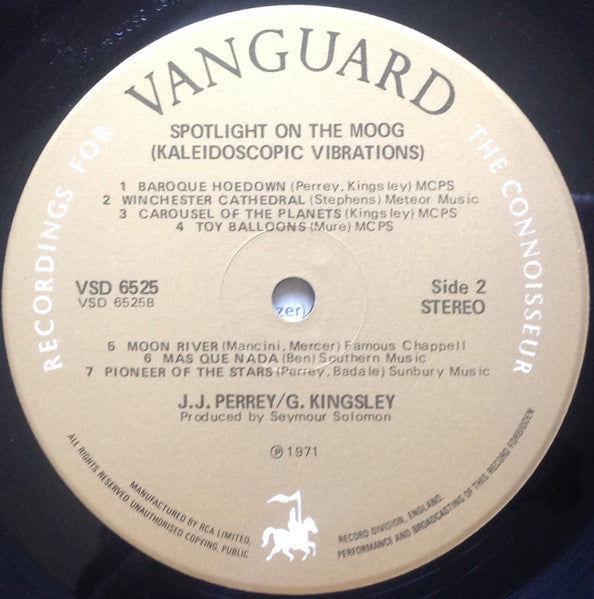 VANGUARD
RECORDINGS FOR THE CONNOISSEUR
SPOTLIGHT ON THE MOOG
(KALEIDOSCOPIC VIBRATIONS)
1 BAROQUE HOEDOWN (Perrey, Kingsley) MCPS
2 WINCHESTER CATHEDRAL (Stephens) Meteor Music
3 CAROUSEL OF THE PLANETS (Kingsley) MCPS
4 TOY BALLOONS (Mure) MCPS
VSD 6525
VSD 6525B
Side 2
STEREO
zer)
5 MOON RIVER (Mancini, Mercer) Famous Chappell
6 MAS QUE NADA (Ben) Southern Music
7 PIONEER OF THE STARS (Perrey, Badale) Sunbury Music
J.J. PERREY/G. KINGSLEY
Produced by Seymour Solomon
Ⓟ 1971
MANUFACTURED BY RCA LIMITED, RECORD DIVISION, ENGLAND.
ALL RIGHTS RESERVED UNAUTHORISED COPYING, PUBLIC PERFORMANCE AND BROADCASTING OF THIS RECORD FORBIDDEN